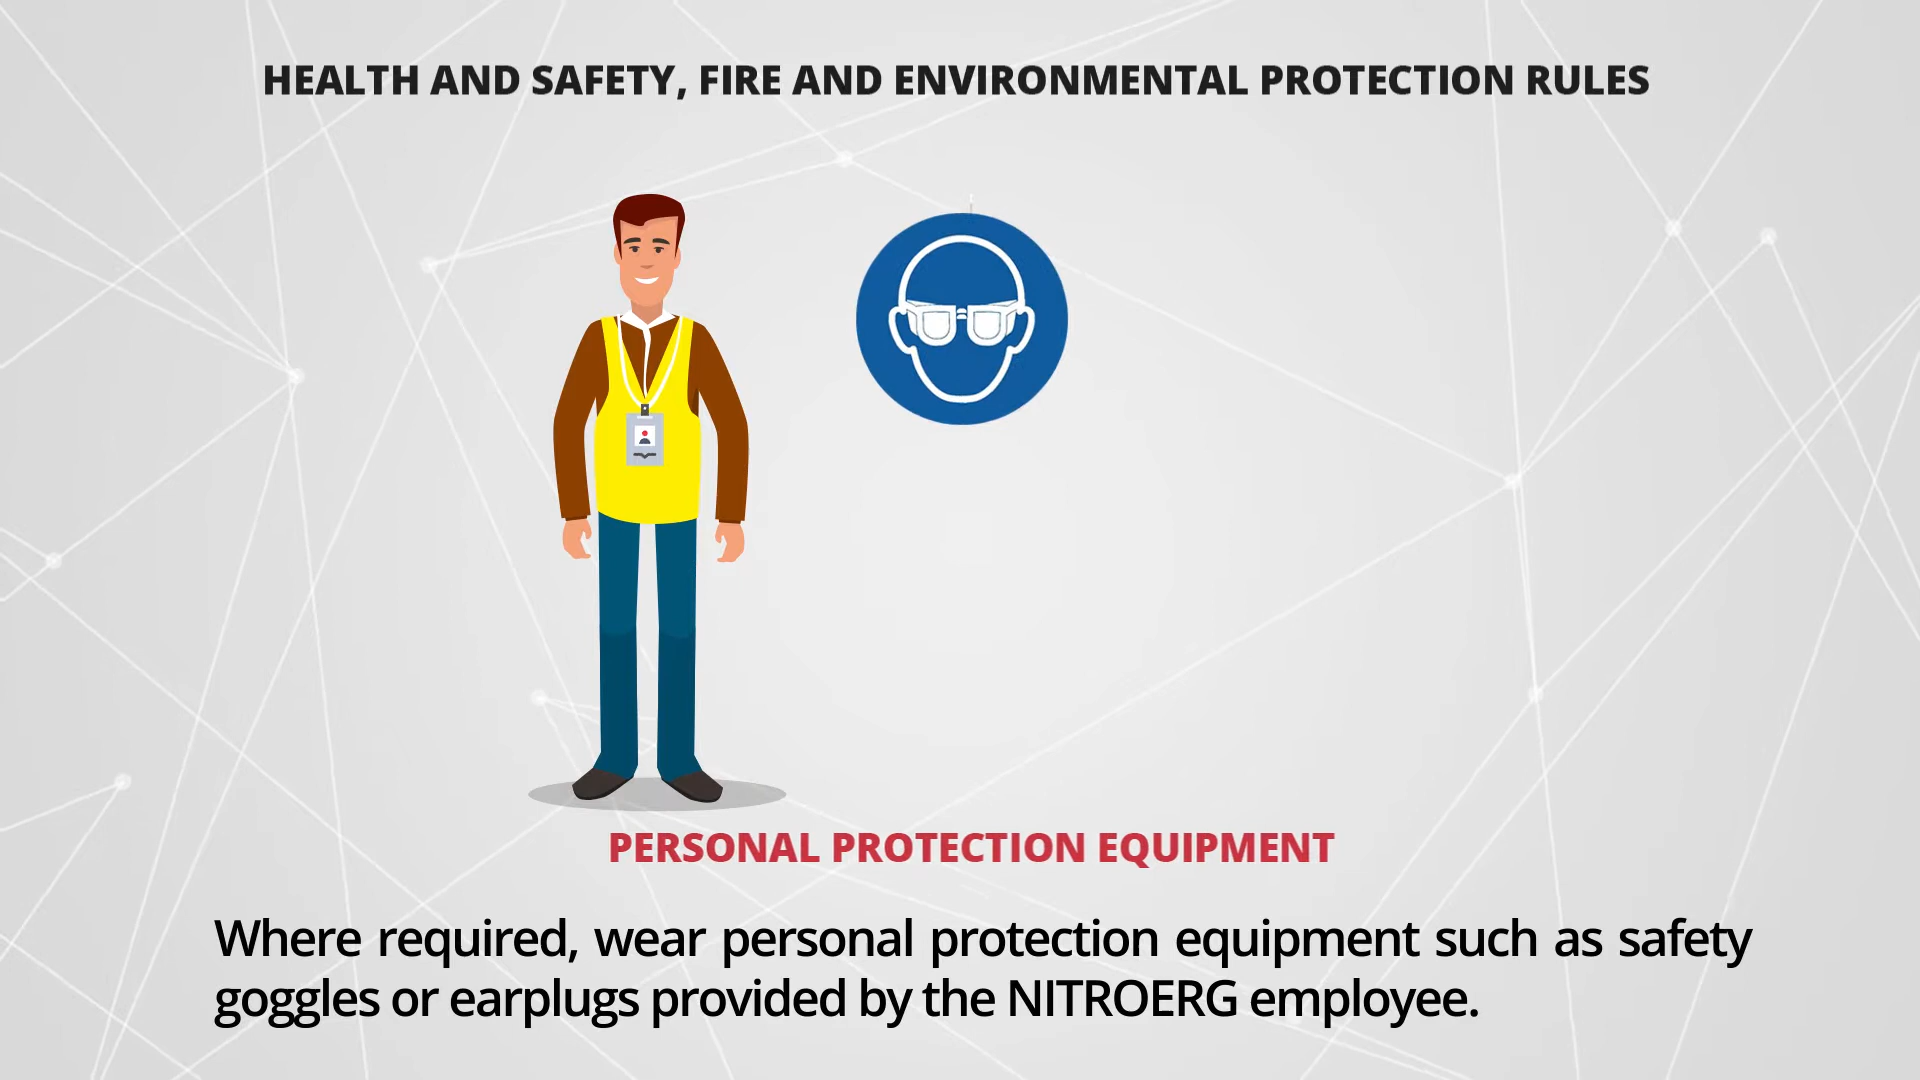 HEALTH AND SAFETY, FIRE AND ENVIRONMENTAL PROTECTION RULES
PERSONAL PROTECTION EQUIPMENT
Where required, wear personal protection equipment such as safety
goggles or earplugs provided by the NITROERG employee.